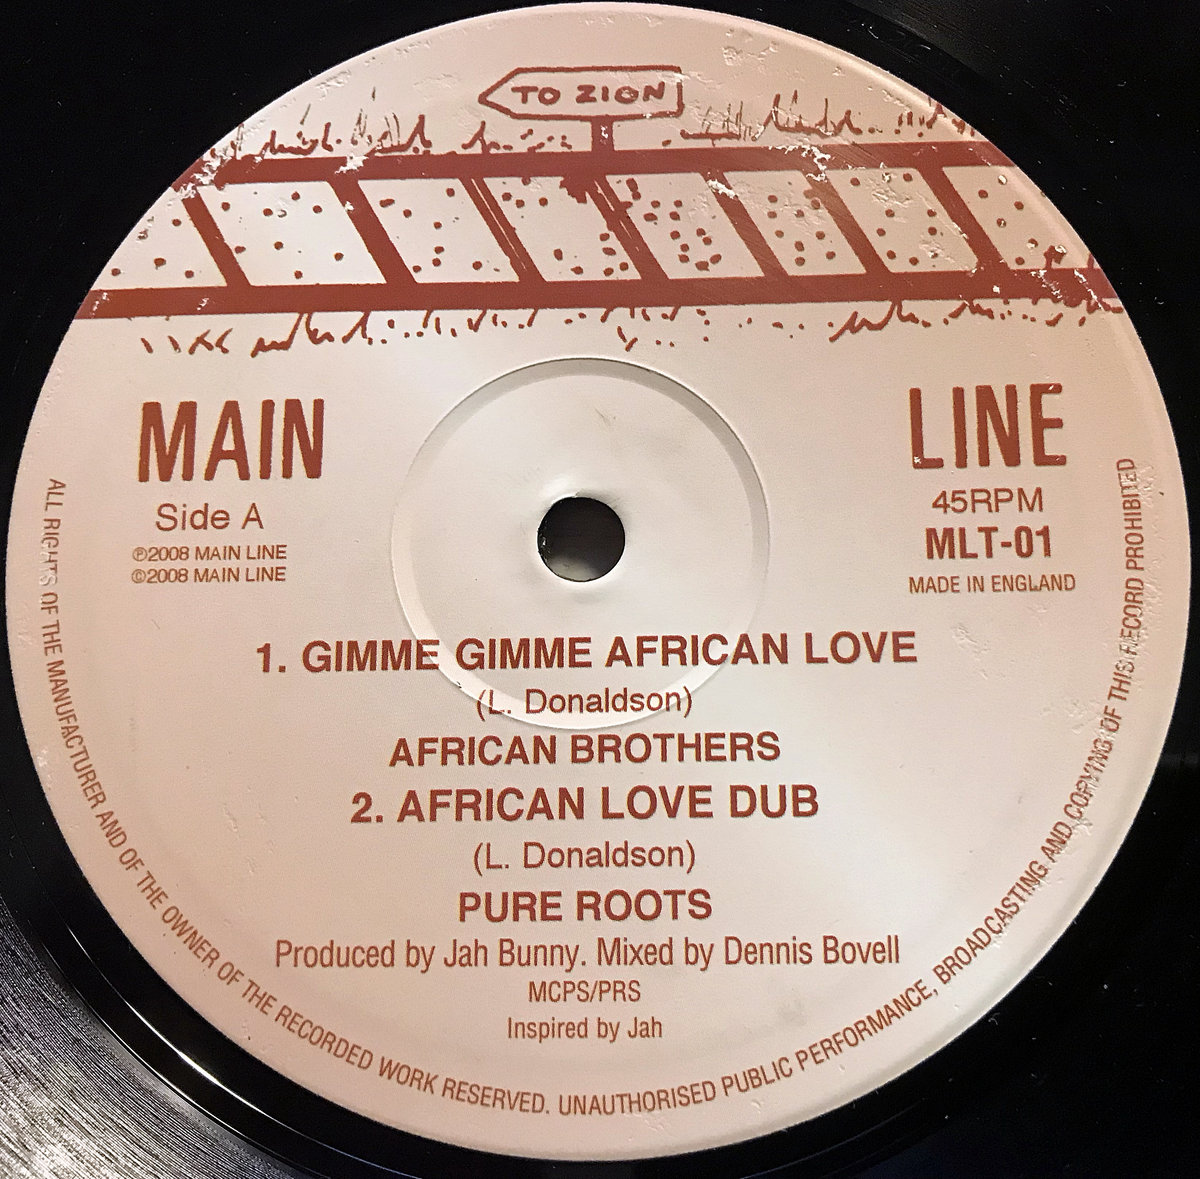 TO ZION
MAIN
LINE
Side A
℗2008 MAIN LINE
©2008 MAIN LINE
45RPM
MLT-01
MADE IN ENGLAND
1. GIMME GIMME AFRICAN LOVE
(L. Donaldson)
AFRICAN BROTHERS
2. AFRICAN LOVE DUB
(L. Donaldson)
PURE ROOTS
Produced by Jah Bunny. Mixed by Dennis Bovell
MCPS/PRS
Inspired by Jah
ALL RIGHTS OF THE MANUFACTURER AND OF THE OWNER OF THE RECORDED WORK RESERVED. UNAUTHORISED PUBLIC PERFORMANCE, BROADCASTING AND COPYING OF THIS RECORD PROHIBITED